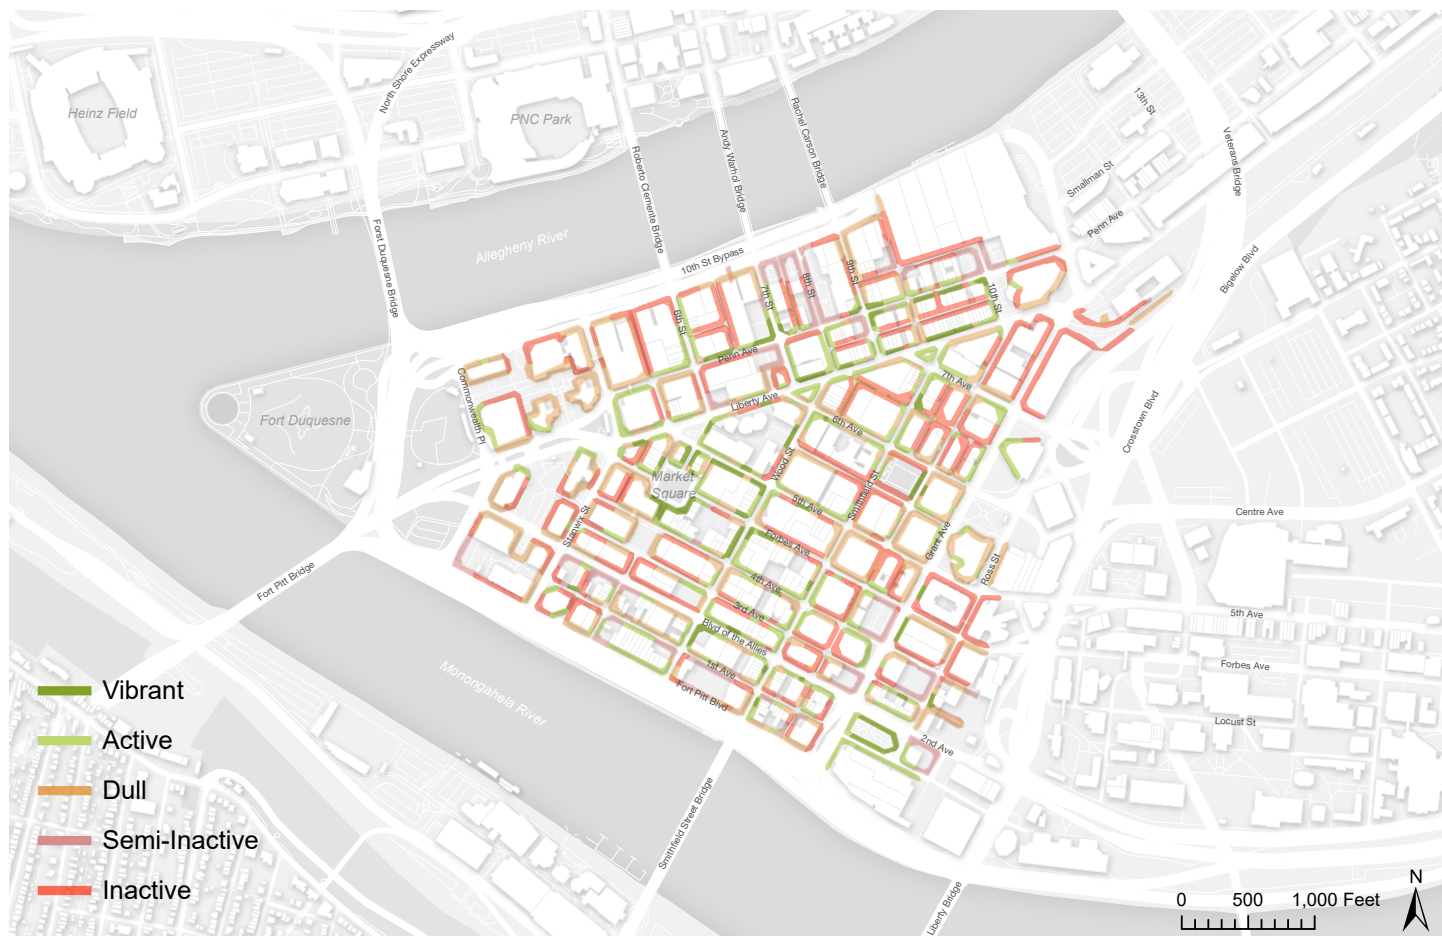 North Shore Expressway
Heinz Field
PNC Park
13th St
Rachel Carson Bridge
Andy Warhol Bridge
Roberto Clemente Bridge
Veterans Bridge
Smallman St
Penn Ave
Forst Duquesne Bridge
Allegheny River
10th St Bypass
Bigelow Blvd
9th St
8th St
7th St
10th St
6th St
Penn Ave
Commonwealth Pl
7th Ave
Liberty Ave
Crosstown Blvd
Fort Duquesne
6th Ave
Wood St
Market
Square
Smithfield St
5th Ave
Stanwix St
Centre Ave
Forbes Ave
Grant Ave
Ross St
Fort Pitt Bridge
4th Ave
3rd Ave
5th Ave
Blvd of the Allies
1st Ave
Forbes Ave
Monongahela River
Fort Pitt Blvd
Locust St
2nd Ave
Smithfield Street Bridge
Liberty Bridge
Vibrant
Active
Dull
Semi-Inactive
Inactive
N
0 500 1,000 Feet